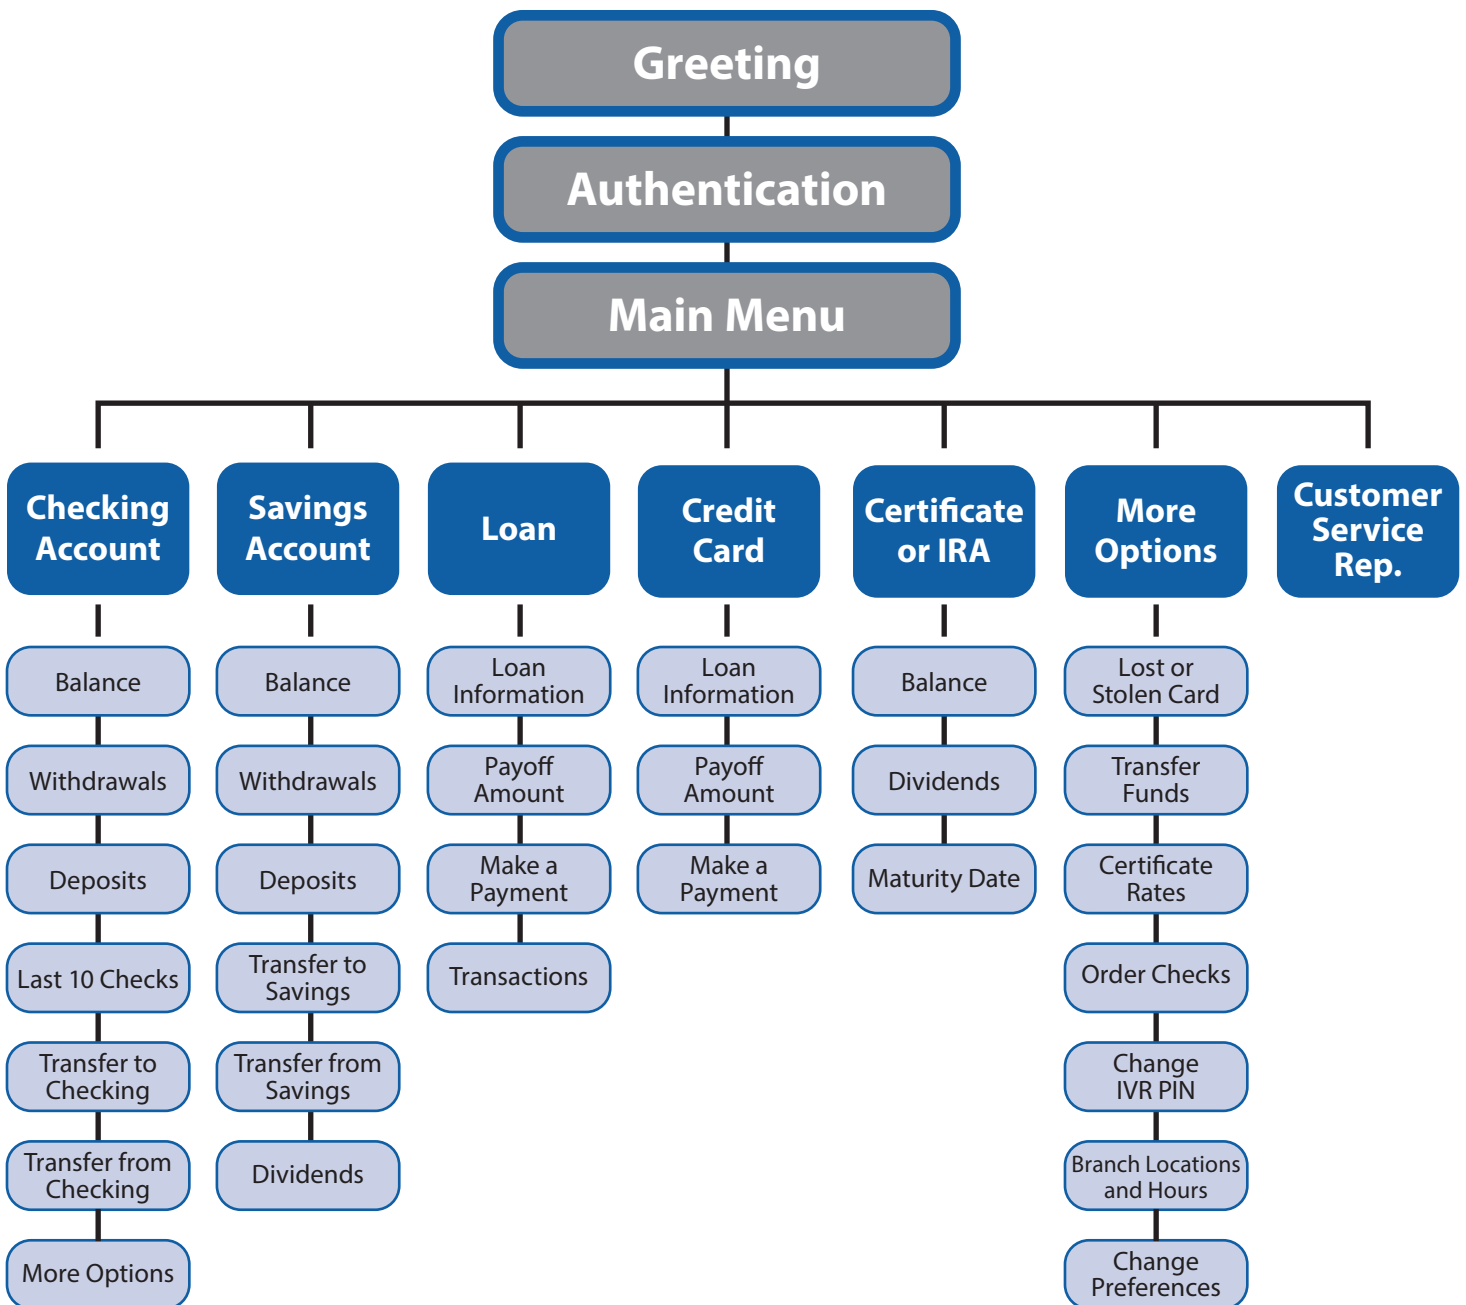 Greeting
Authentication
Main Menu
Checking
Account
Balance
Withdrawals
Deposits
Last 10 Checks
Transfer to
Checking
Transfer from
Checking
More Options
Savings
Account
Balance
Withdrawals
Deposits
Transfer to
Savings
Transfer from
Savings
Dividends
Loan
Loan
Information
Payoff
Amount
Make a
Payment
Transactions
Credit
Card
Loan
Information
Payoff
Amount
Make a
Payment
Certificate
or IRA
Balance
Dividends
Maturity Date
More
Options
Lost or
Stolen Card
Transfer
Funds
Certificate
Rates
Order Checks
Change
IVR PIN
Branch Locations
and Hours
Change
Preferences
Customer
Service
Rep.